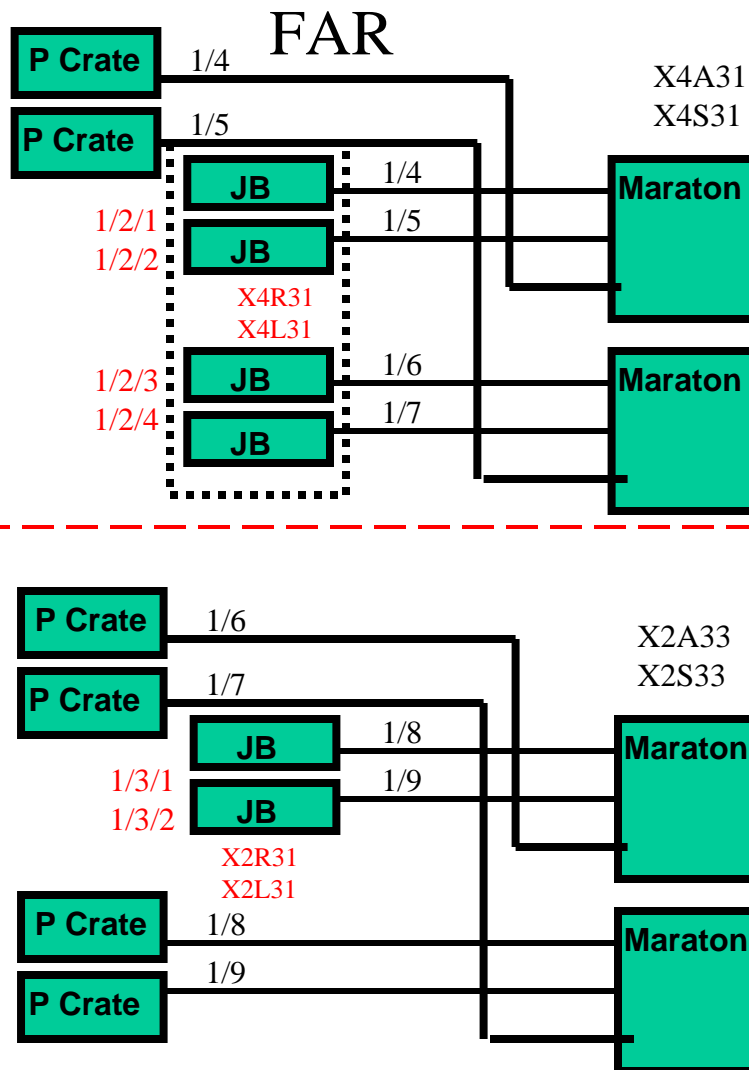 FAR
P Crate
1/4
X4A31
X4S31
P Crate
1/5
JB
1/4
Maraton
1/2/1
1/2/2
JB
1/5
X4R31
X4L31
1/2/3
1/2/4
JB
1/6
Maraton
JB
1/7
P Crate
1/6
X2A33
X2S33
P Crate
1/7
JB
1/8
Maraton
1/3/1
1/3/2
JB
1/9
X2R31
X2L31
P Crate
1/8
Maraton
P Crate
1/9